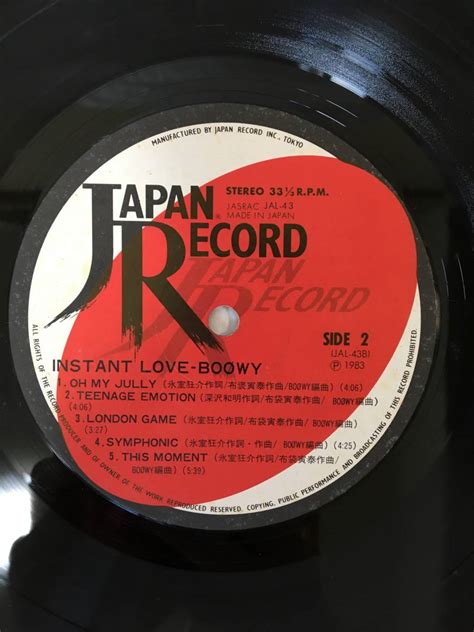 MANUFACTURED BY JAPAN RECORD INC., TOKYO
JAPAN RECORD
STEREO 33 1/3 R.P.M.
JASRAC JAL-43
MADE IN JAPAN
JAPAN RECORD
SIDE 2
(JAL-43B)
Ⓟ 1983
INSTANT LOVE-BOØWY
1. OH MY JULLY (氷室狂介作詞/布袋寅泰作曲/BOØWY編曲) (4:06)
2. TEENAGE EMOTION (深沢和明作詞/布袋寅泰作曲/BOØWY編曲) (4:06)
3. LONDON GAME (氷室狂介作詞/布袋寅泰作曲/BOØWY編曲)
(3:27)
4. SYMPHONIC (氷室狂介作詞・作曲/BOØWY編曲) (4:25)
5. THIS MOMENT (氷室狂介作詞/布袋寅泰作曲/
BOØWY編曲) (5:39)
ALL RIGHTS OF THE RECORD PRODUCER AND OF OWNER OF THE WORK REPRODUCED RESERVED. COPYING, PUBLIC PERFORMANCE AND BROADCASTING OF THIS RECORD PROHIBITED.